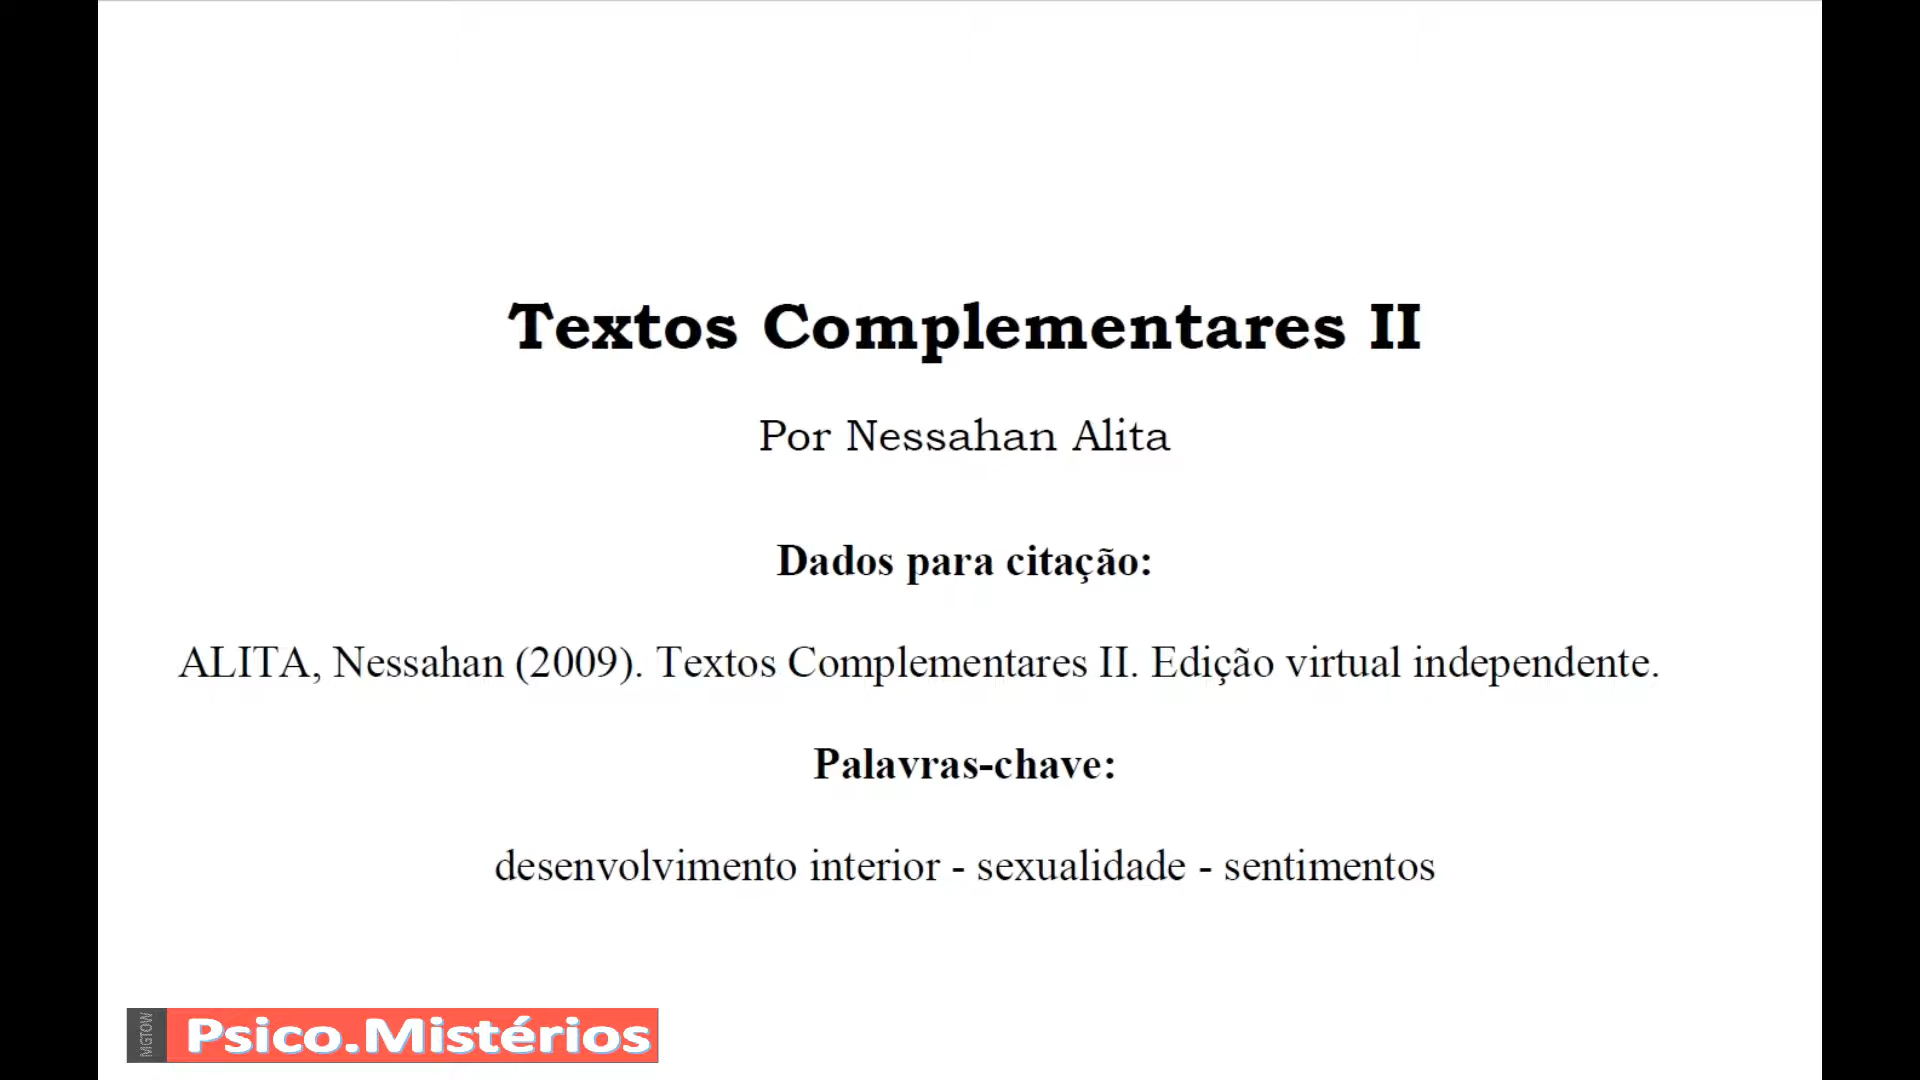 Textos Complementares II
Por Nessahan Alita
Dados para citação:
ALITA, Nessahan (2009). Textos Complementares II. Edição virtual independente.
Palavras-chave:
desenvolvimento interior - sexualidade - sentimentos
MGTOW
Psico.Mistérios